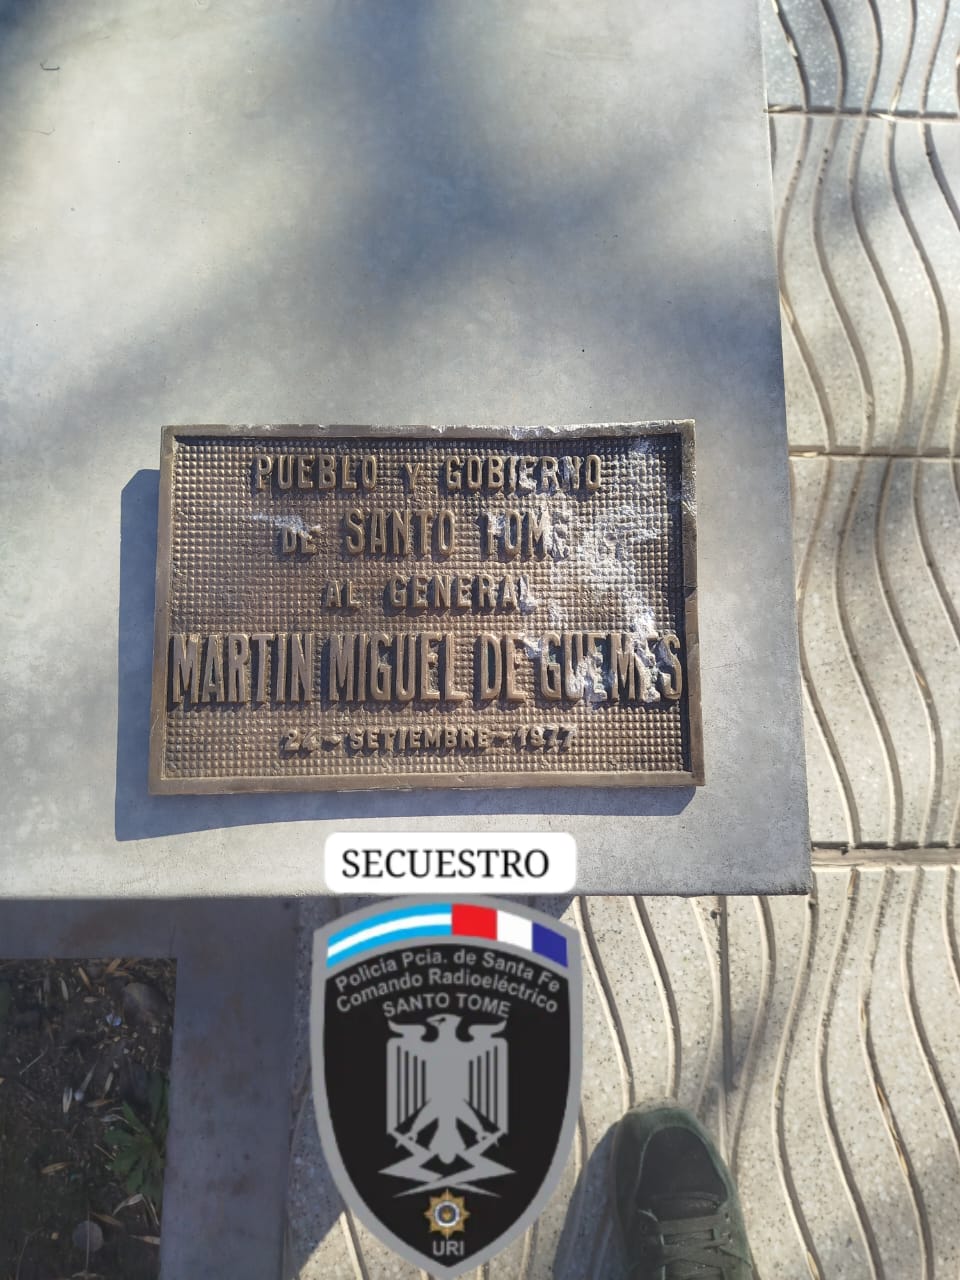 PUEBLO Y GOBIERNO
DE SANTO TOME
AL GENERAL
MARTIN MIGUEL DE GUEMES
24-SEPTIEMBRE-1977
SECUESTRO
Policía Pcia. de Santa Fe
Comando Radioeléctrico
SANTO TOME
URI